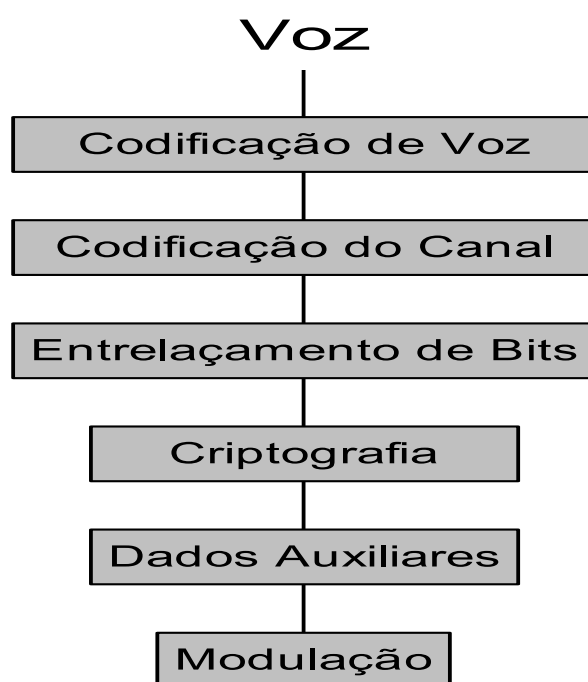 Voz
Codificação de Voz
Codificação do Canal
Entrelaçamento de Bits
Criptografia
Dados Auxiliares
Modulação